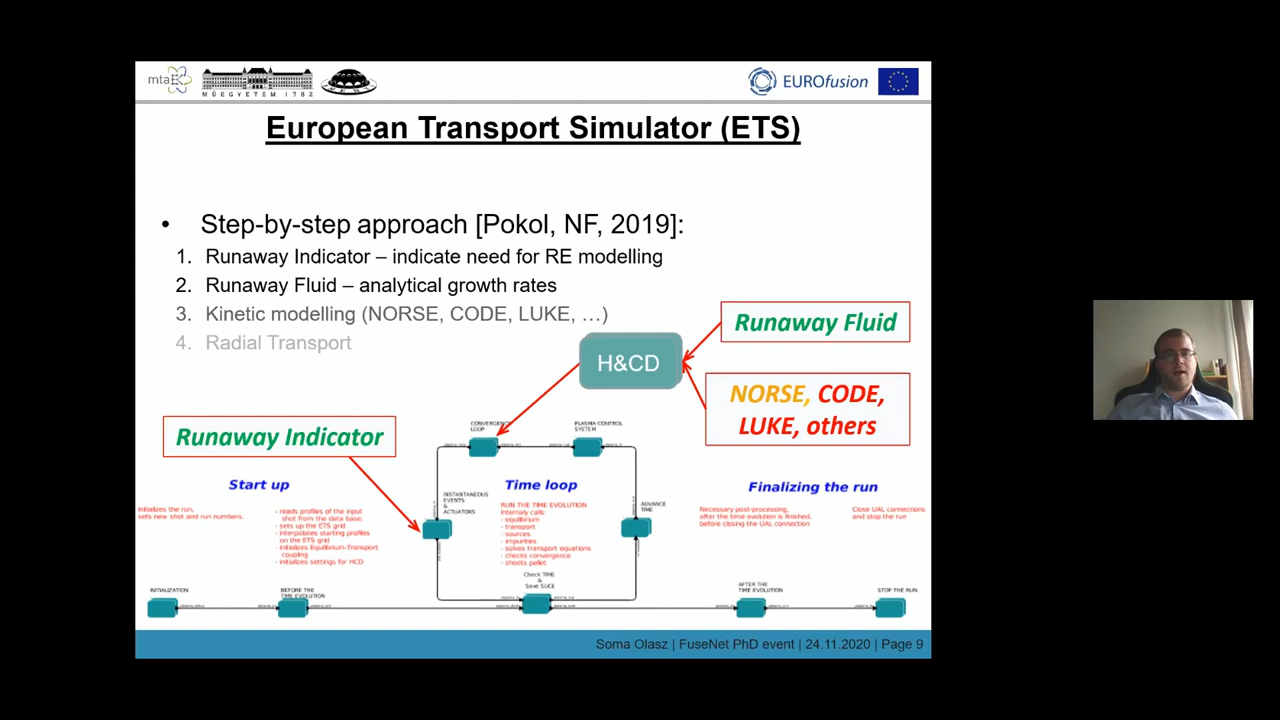 mta EK
MŰEGYETEM 1782
EUROfusion
European Transport Simulator (ETS)
• Step-by-step approach [Pokol, NF, 2019]:
1. Runaway Indicator – indicate need for RE modelling
2. Runaway Fluid – analytical growth rates
3. Kinetic modelling (NORSE, CODE, LUKE, …)
4. Radial Transport
Runaway Fluid
H&CD
NORSE, CODE,
LUKE, others
Runaway Indicator
CONVERGENCE
LOOP
PLASMA CONTROL
SYSTEM
Start up
Time loop
Finalizing the run
INSTANTANEOUS
EVENTS
&
ACTUATORS
ADVANCE
TIME
Initializes the run,
sets new shot and run numbers.
- reads profiles of the input
shot from the data base;
- sets up the ETS grid
- interpolates starting profiles
on the ETS grid
- initializes Equilibrium-Transport
coupling
- initializes settings for HCD
RUN THE TIME EVOLUTION
Internaly calls:
- equilibrium
- transport
- sources
- impurities
- solves transport equations
- checks convergence
- shoots pellet
Necessary post-processing,
after the time evolution is finished,
before closing the UAL connection
Close UAL connections
and stop the run
Check TIME
&
Save SLICE
INITIALIZATION
BEFORE THE
TIME EVOLUTION
AFTER THE
TIME EVOLUTION
STOP THE RUN
Soma Olasz | FuseNet PhD event | 24.11.2020 | Page 9